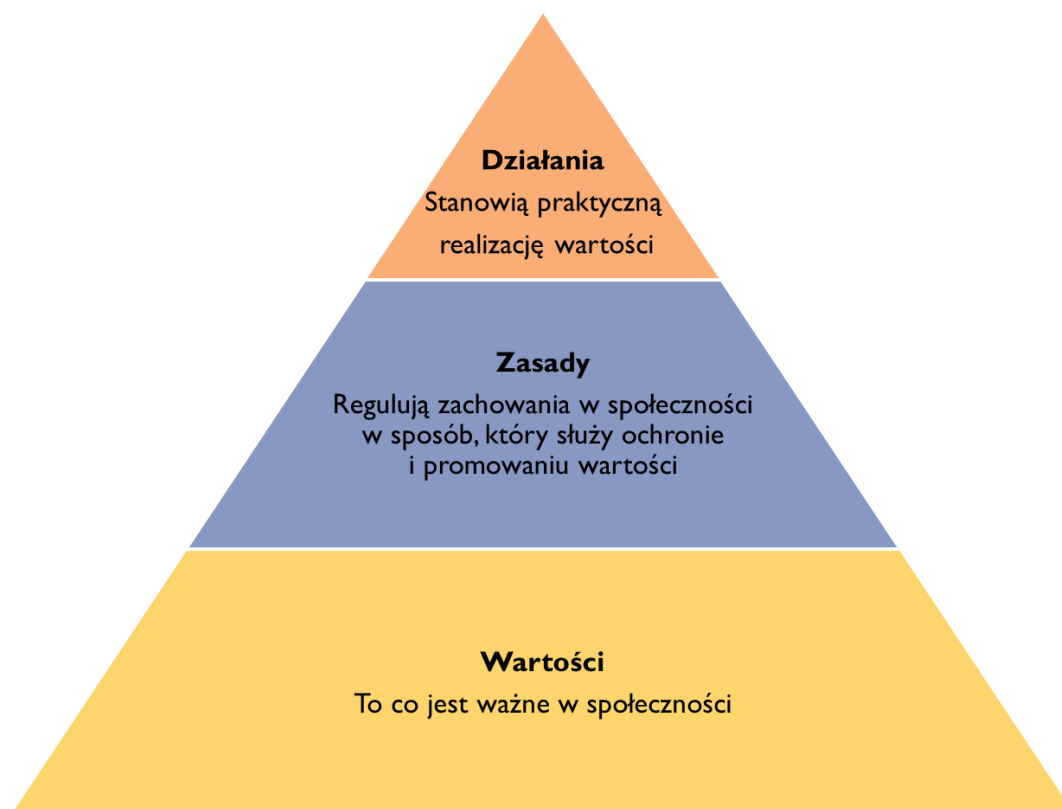 Działania
Stanowią praktyczną
realizację wartości
Zasady
Regulują zachowania w społeczności
w sposób, który służy ochronie
i promowaniu wartości
Wartości
To co jest ważne w społeczności